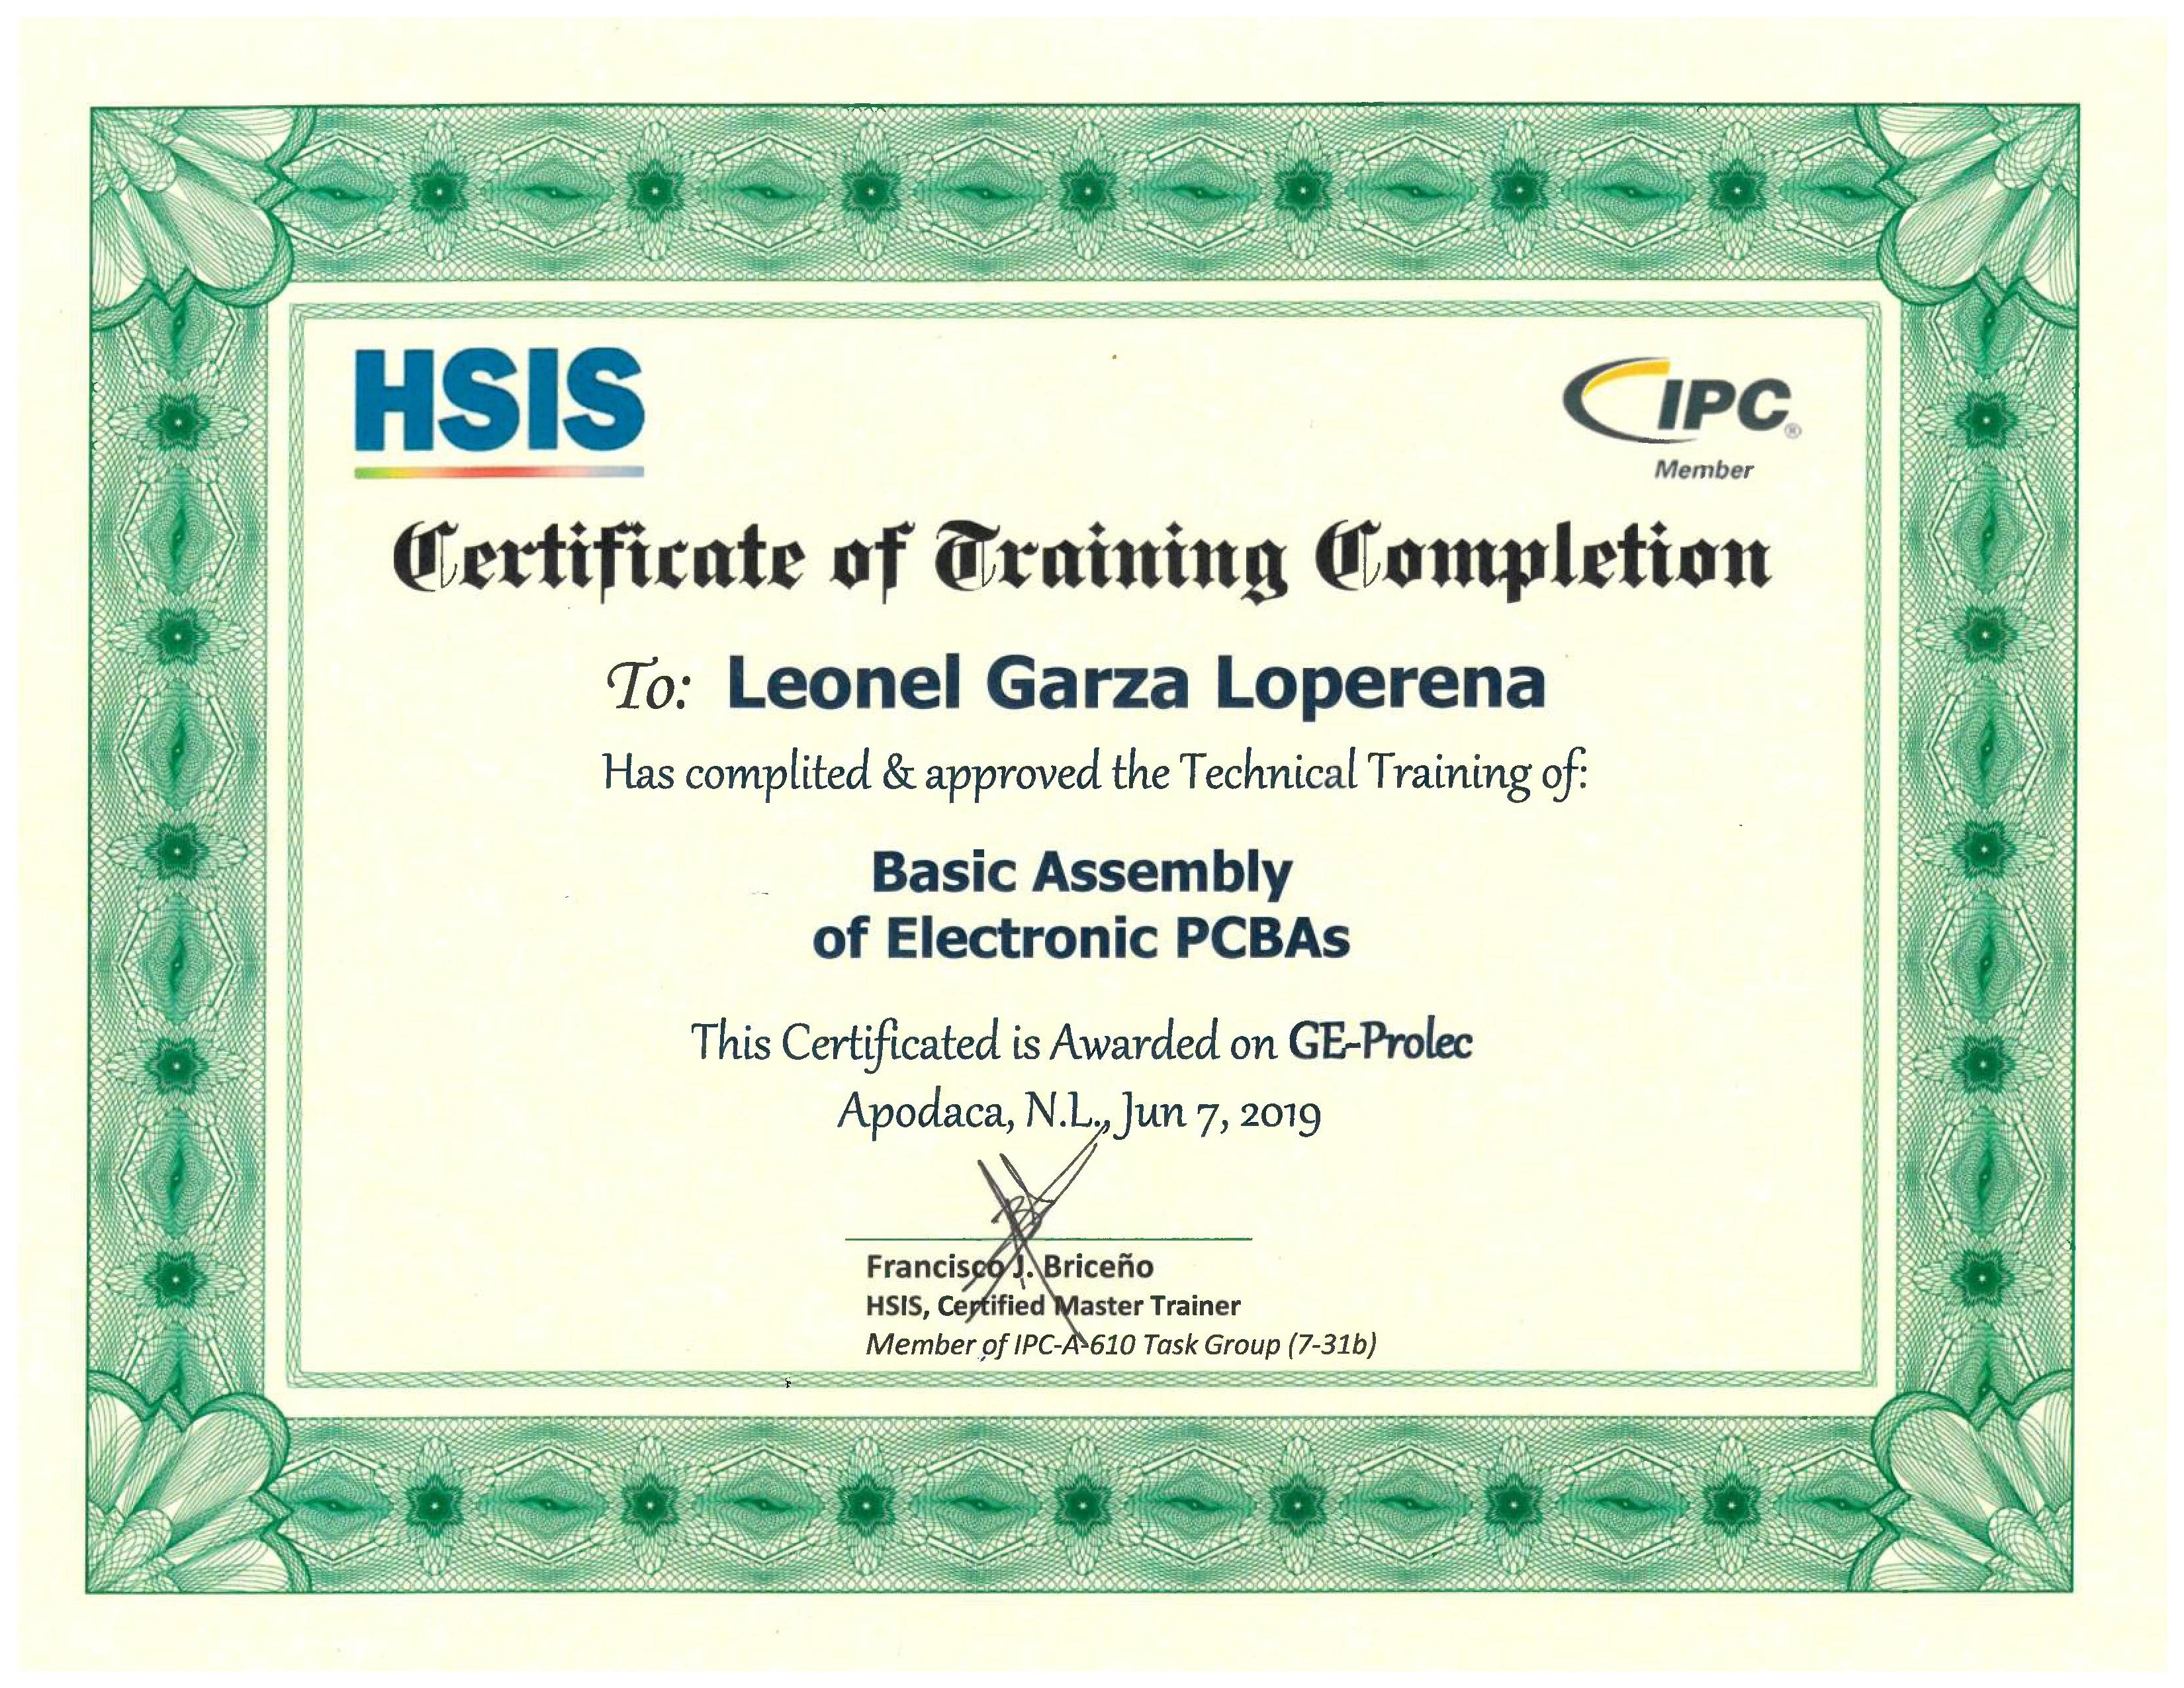 HSIS
IPC®
Member
Certificate of Training Completion
To: Leonel Garza Loperena
Has complited & approved the Technical Training of:
Basic Assembly
of Electronic PCBAs
This Certificated is Awarded on GE-Prolec
Apodaca, N.L., Jun 7, 2019
Francisco J. Briceño
HSIS, Certified Master Trainer
Member of IPC-A-610 Task Group (7-31b)